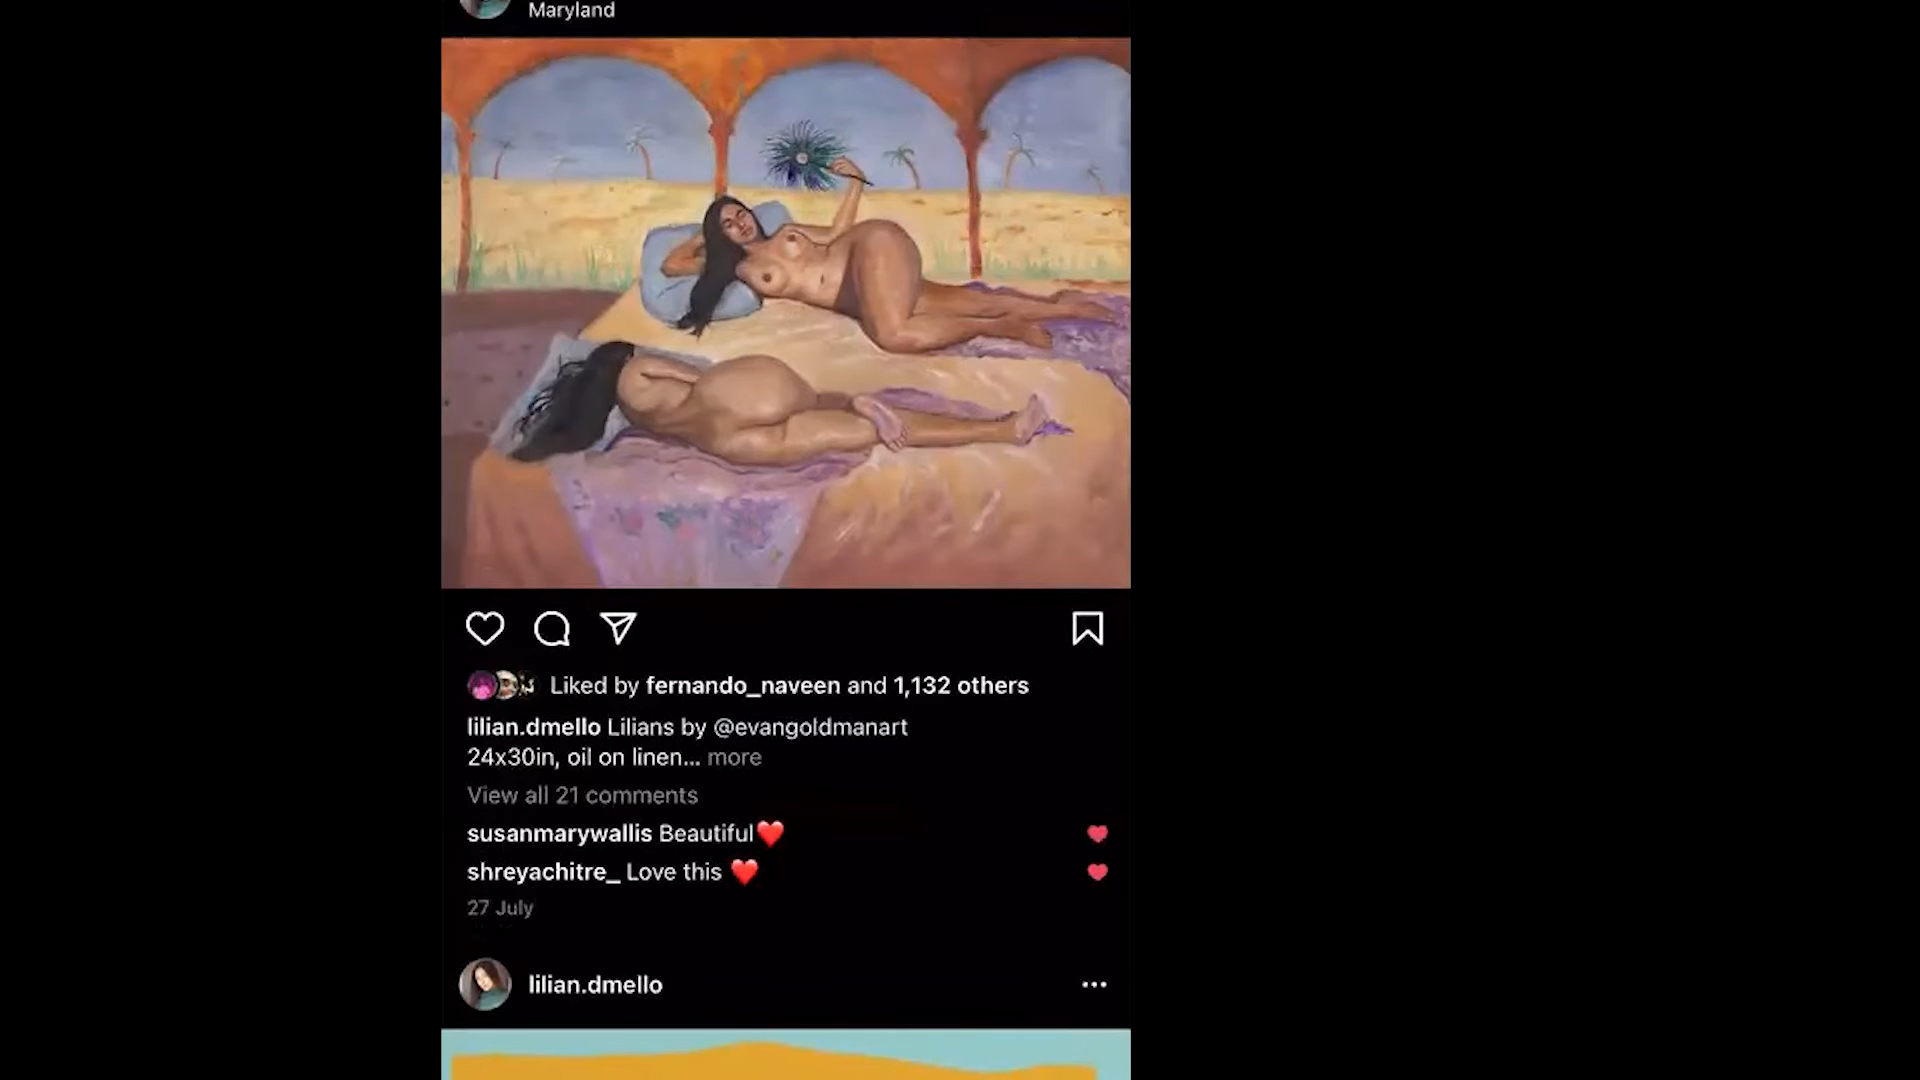 Maryland
Liked by fernando_naveen and 1,132 others
lilian.dmello Lilians by @evangoldmanart
24x30in, oil on linen... more
View all 21 comments
susanmarywallis Beautiful❤️
shreyachitre_ Love this ❤️
27 July
lilian.dmello